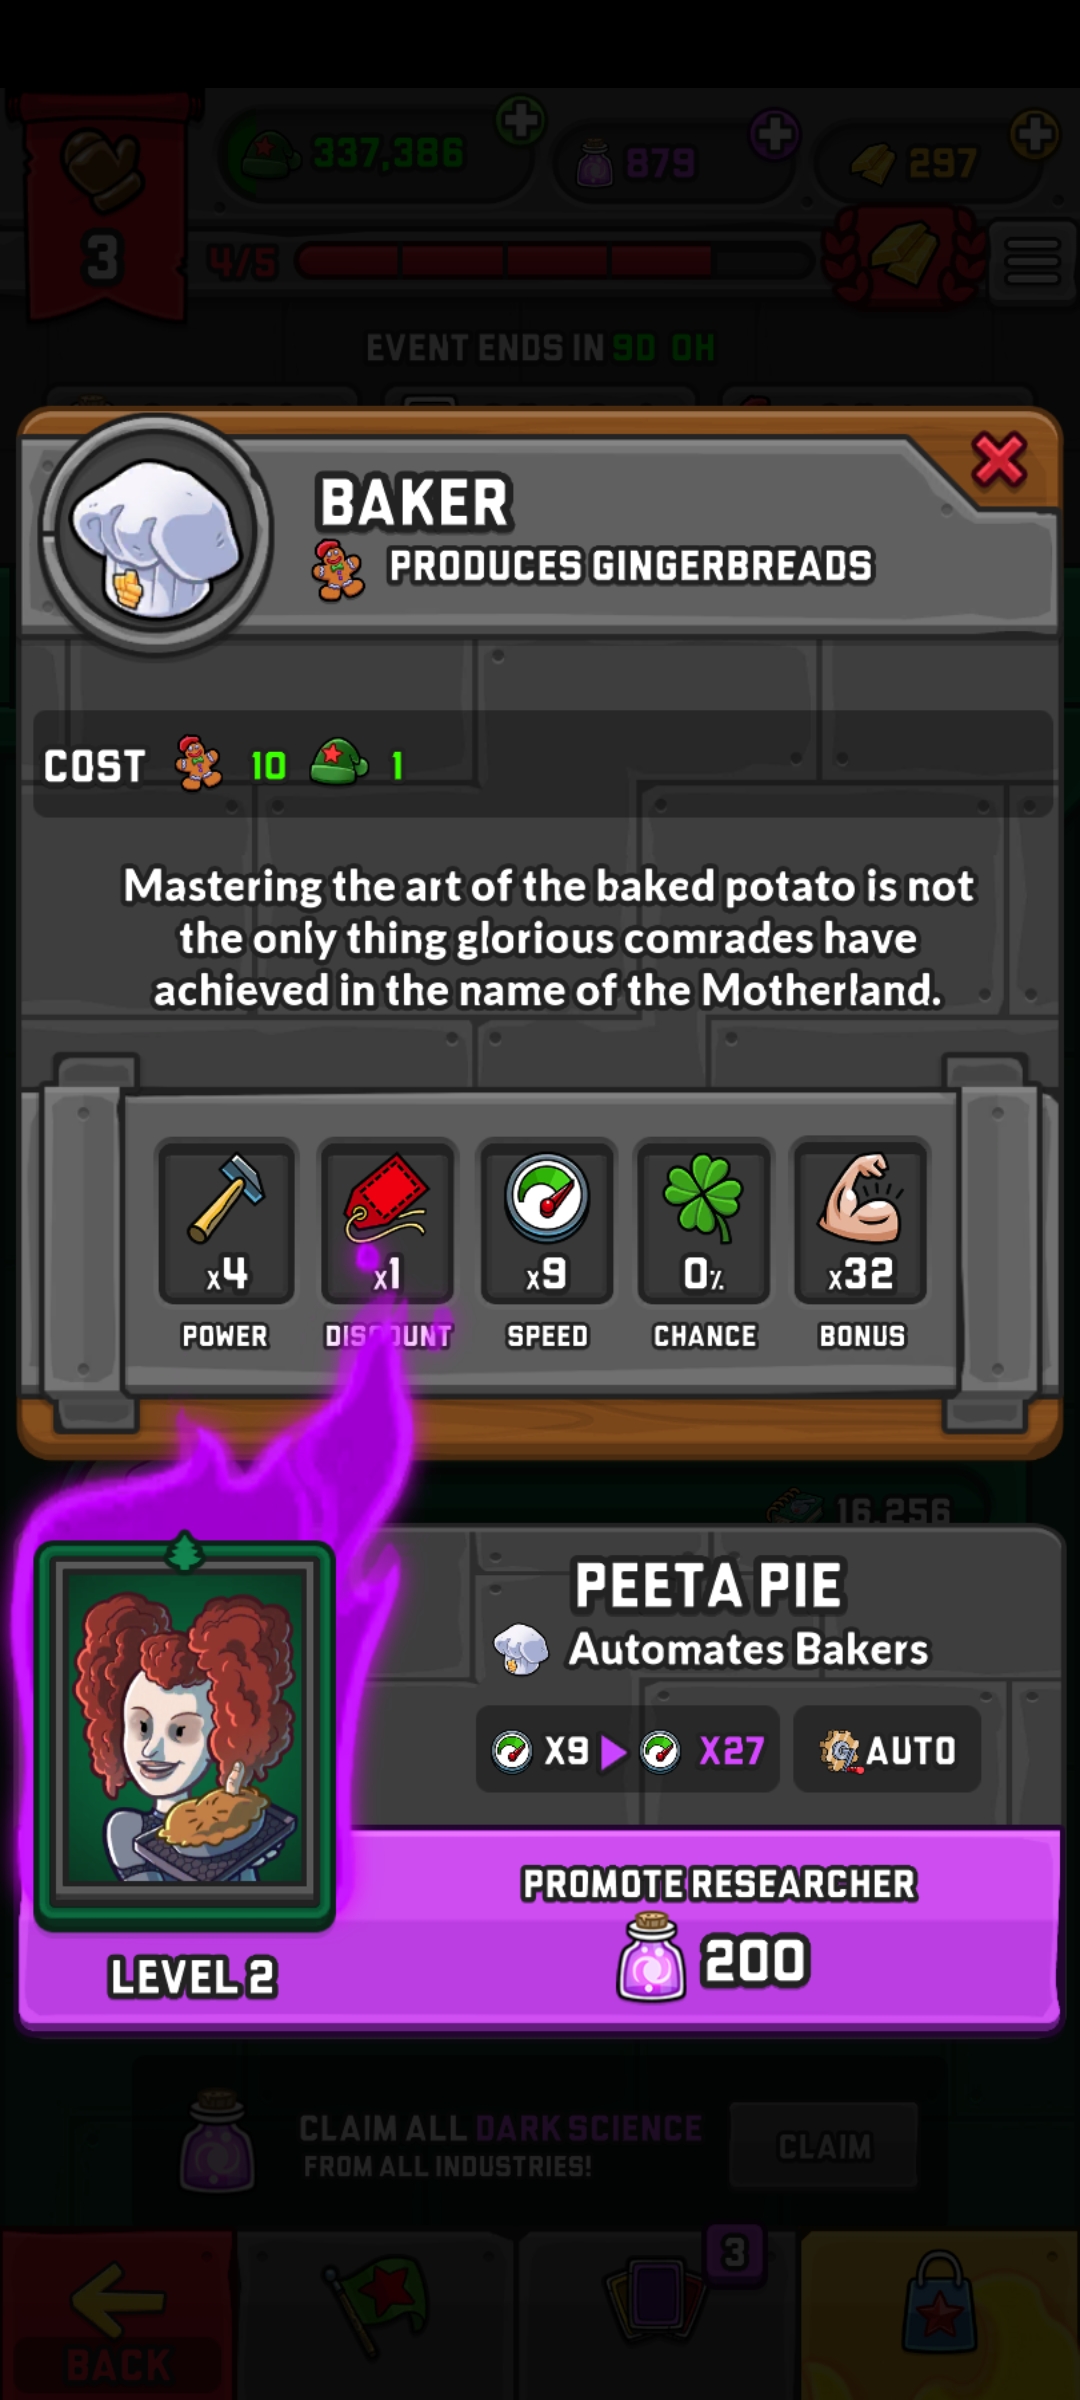 337,386
879
297
3
4/5
EVENT ENDS IN 9D 0H
BAKER
PRODUCES GINGERBREADS
COST 10 1
Mastering the art of the baked potato is not
the only thing glorious comrades have
achieved in the name of the Motherland.
x4
x1
x9
0%
x32
POWER
DISCOUNT
SPEED
CHANCE
BONUS
16,256
PEETA PIE
Automates Bakers
X9 X27
AUTO
PROMOTE RESEARCHER
200
LEVEL 2
CLAIM ALL DARK SCIENCE
FROM ALL INDUSTRIES!
CLAIM
3
BACK